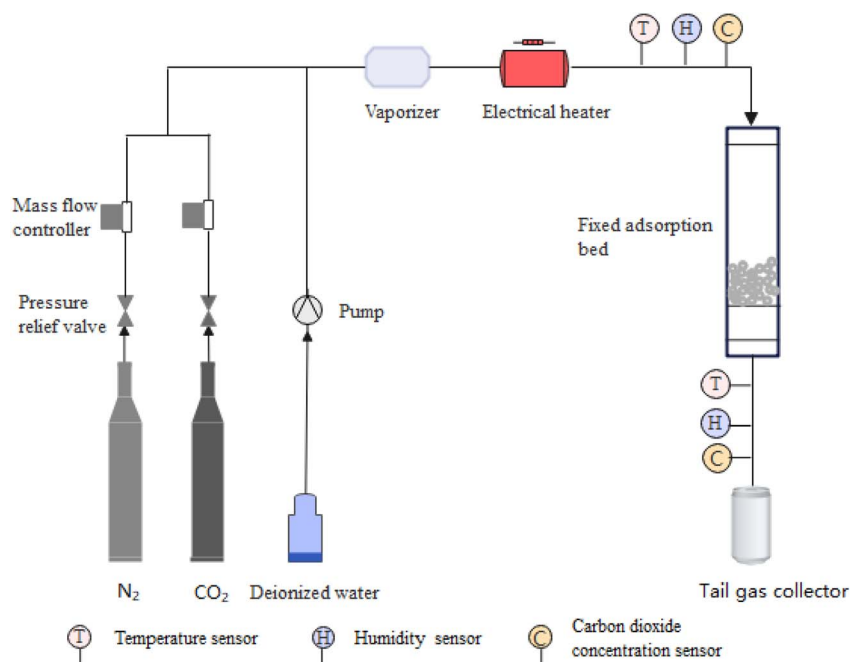 T H C
Vaporizer
Electrical heater
Mass flow
controller
Fixed adsorption
bed
Pressure
relief valve
Pump
T
H
C
N₂
CO₂
Deionized water
Tail gas collector
T Temperature sensor
H Humidity sensor
C Carbon dioxide
concentration sensor